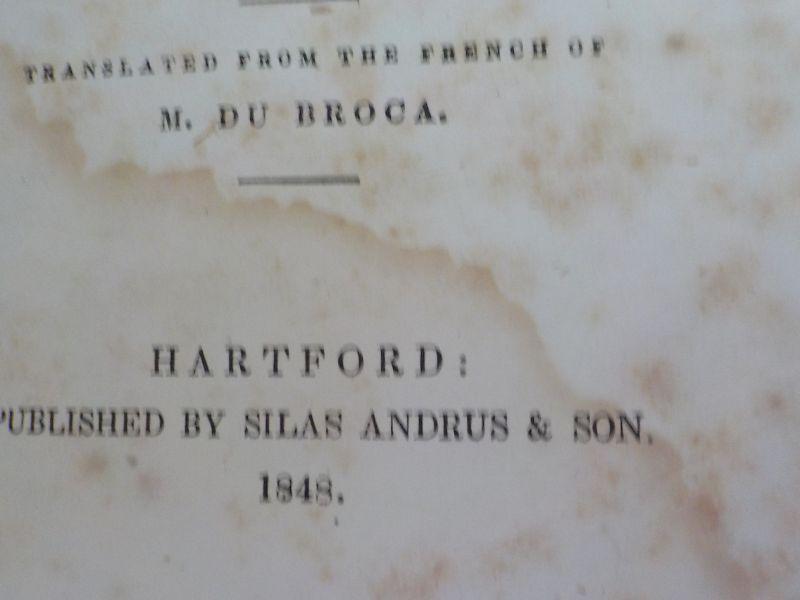 TRANSLATED FROM THE FRENCH OF
M. DU BROCA.
HARTFORD:
PUBLISHED BY SILAS ANDRUS & SON.
1848.